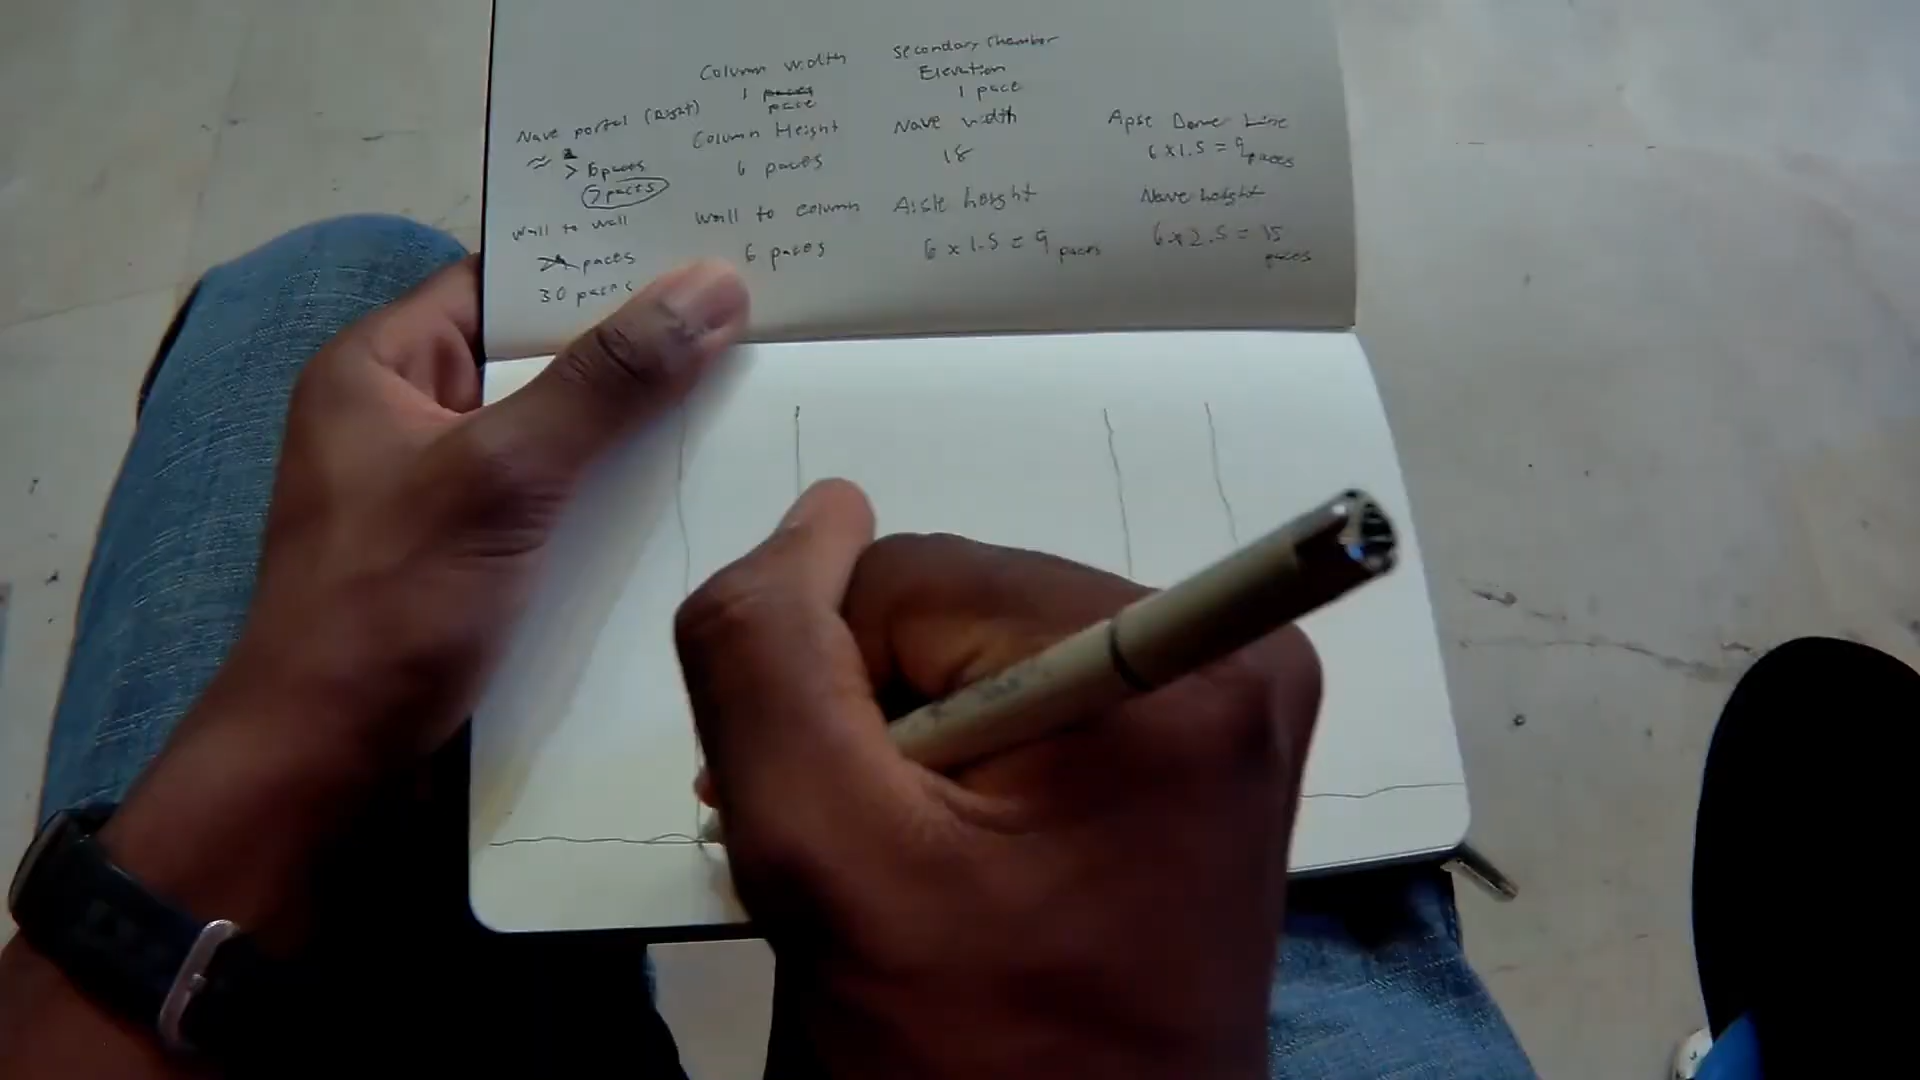 Column width
1 paces
pace
Secondary Chamber
Elevation
1 pace
Nave portal (Right)
≈ > 6 paces
7 paces
Column Height
6 paces
Nave width
18
Apse Dome Line
6 x 1.5 = 9 paces
Wall to wall
paces
30 paces
Wall to column
6 paces
Aisle height
6 x 1.5 = 9 paces
Nave height
6 x 2.5 = 15
paces